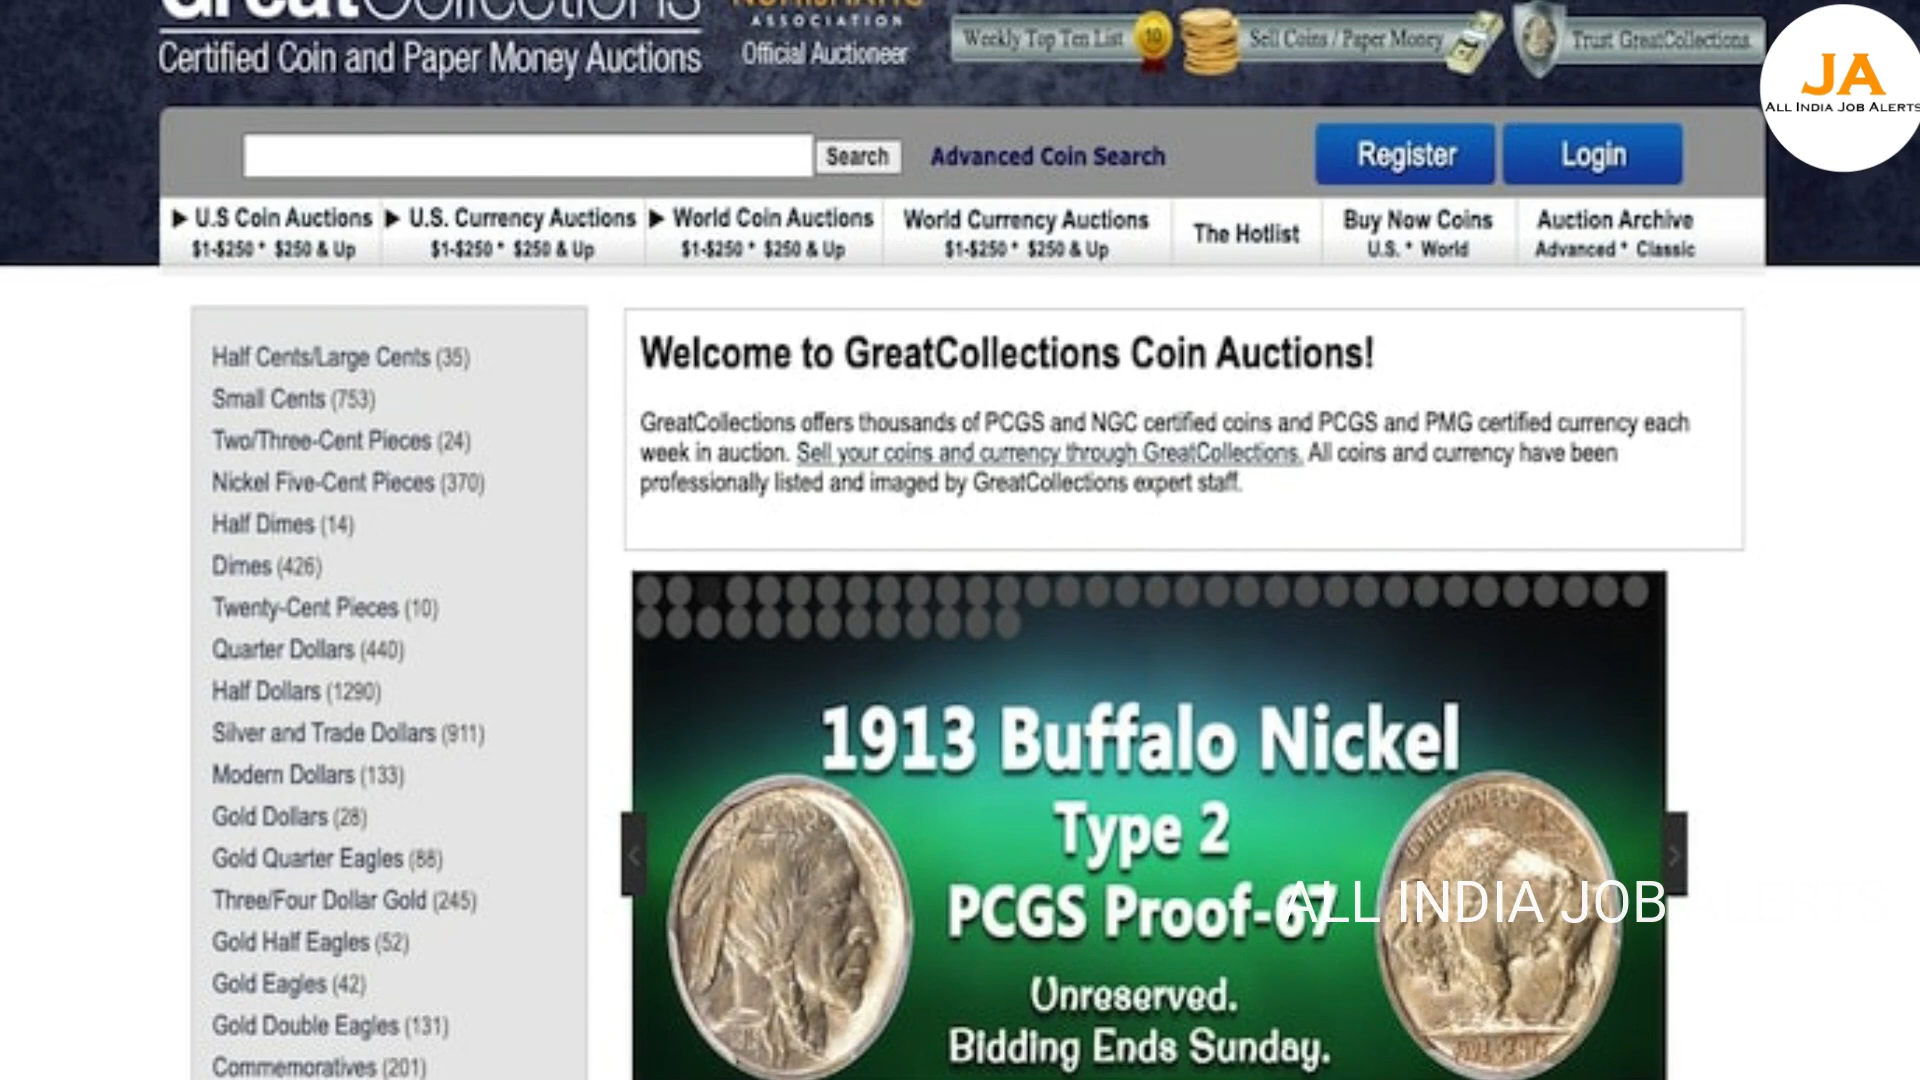 GreatCollections
NUMISMATIC
ASSOCIATION
Certified Coin and Paper Money Auctions
Official Auctioneer
Weekly Top Ten List
10
Sell Coins / Paper Money
Trust GreatCollections
JA
ALL INDIA JOB ALERTS
Search
Advanced Coin Search
Register
Login
U.S Coin Auctions
$1-$250 * $250 & Up
U.S. Currency Auctions
$1-$250 * $250 & Up
World Coin Auctions
$1-$250 * $250 & Up
World Currency Auctions
$1-$250 * $250 & Up
The Hotlist
Buy Now Coins
U.S. * World
Auction Archive
Advanced * Classic
Half Cents/Large Cents (35)
Small Cents (753)
Two/Three-Cent Pieces (24)
Nickel Five-Cent Pieces (370)
Half Dimes (14)
Dimes (426)
Twenty-Cent Pieces (10)
Quarter Dollars (440)
Half Dollars (1290)
Silver and Trade Dollars (911)
Modern Dollars (133)
Gold Dollars (28)
Gold Quarter Eagles (88)
Three/Four Dollar Gold (245)
Gold Half Eagles (52)
Gold Eagles (42)
Gold Double Eagles (131)
Commemoratives (201)
Welcome to GreatCollections Coin Auctions!
GreatCollections offers thousands of PCGS and NGC certified coins and PCGS and PMG certified currency each
week in auction. Sell your coins and currency through GreatCollections. All coins and currency have been
professionally listed and imaged by GreatCollections expert staff.
1913 Buffalo Nickel
Type 2
PCGS Proof-67
ALL INDIA JOB
Unreserved.
Bidding Ends Sunday.